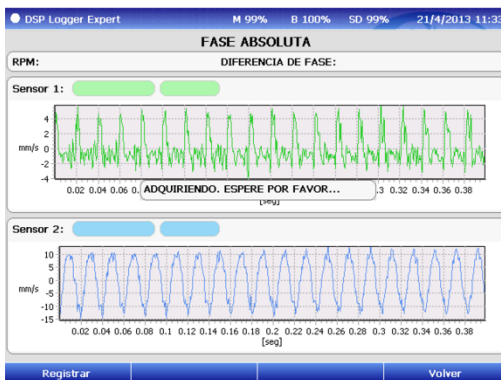 DSP Logger Expert M 99% B 100% SD 99% 21/4/2013 11:33
FASE ABSOLUTA
RPM: DIFERENCIA DE FASE:
Sensor 1:
4
2
mm/s 0
-2
-4
0.02 0.04 0.06 0. ADQUIRIENDO. ESPERE POR FAVOR... .3 0.32 0.34 0.36 0.38
[seg]
Sensor 2:
10
5
0
mm/s -5
-10
-15
0.02 0.04 0.06 0.08 0.1 0.12 0.14 0.16 0.18 0.2 0.22 0.24 0.26 0.28 0.3 0.32 0.34 0.36 0.38
[seg]
Registrar Volver